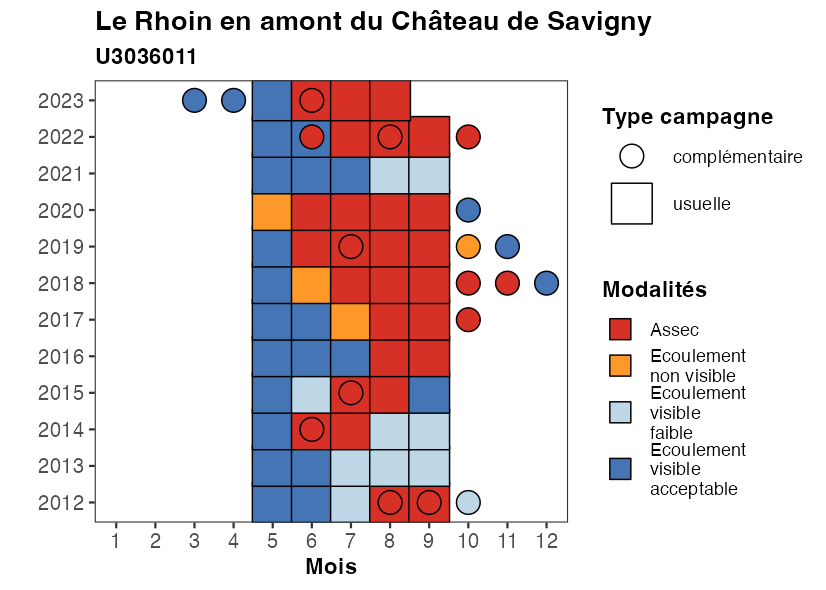 Le Rhoin en amont du Château de Savigny
U3036011
2023
2022
2021
2020
2019
2018
2017
2016
2015
2014
2013
2012
1 2 3 4 5 6 7 8 9 10 11 12
Mois
Type campagne
complémentaire
usuelle
Modalités
Assec
Ecoulement
non visible
Ecoulement
visible
faible
Ecoulement
visible
acceptable